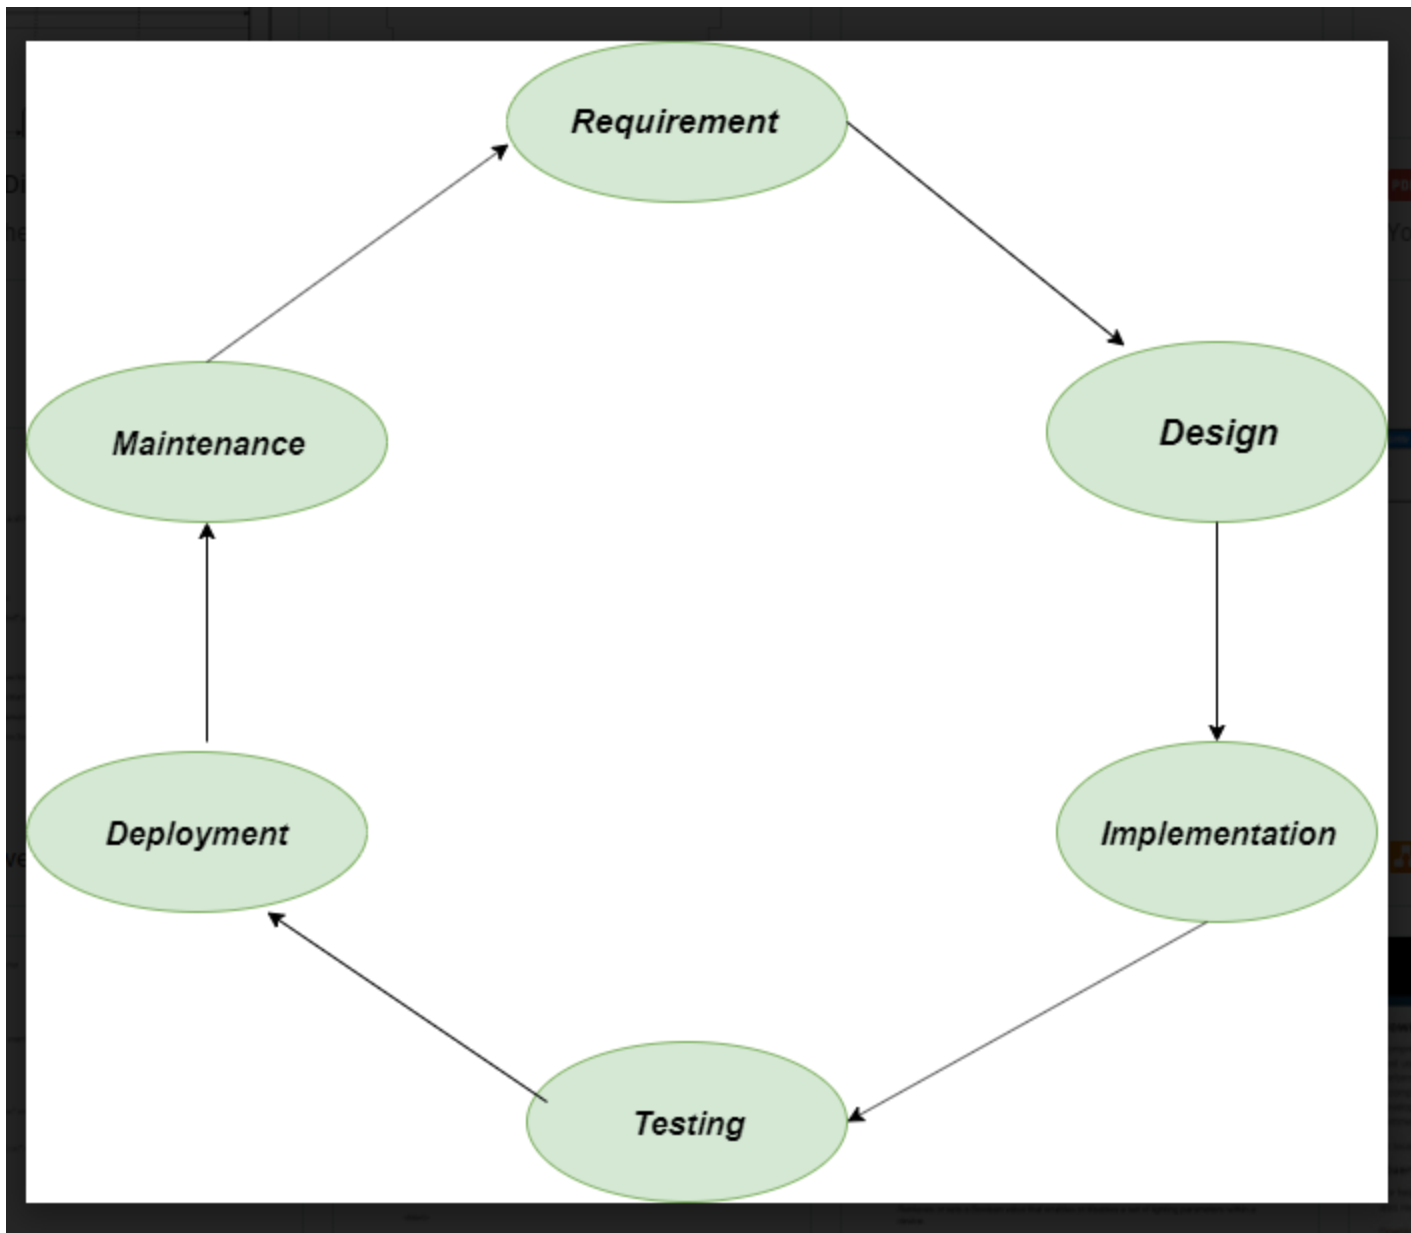 Requirement
Design
Implementation
Testing
Deployment
Maintenance